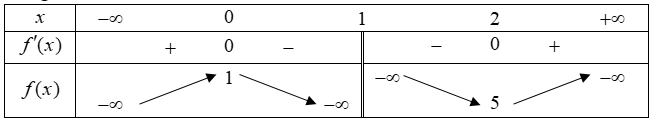 x −∞ 0 1 2 +∞
f′(x) + 0 − − 0 +
1 −∞ −∞
f(x)
−∞ −∞ 5